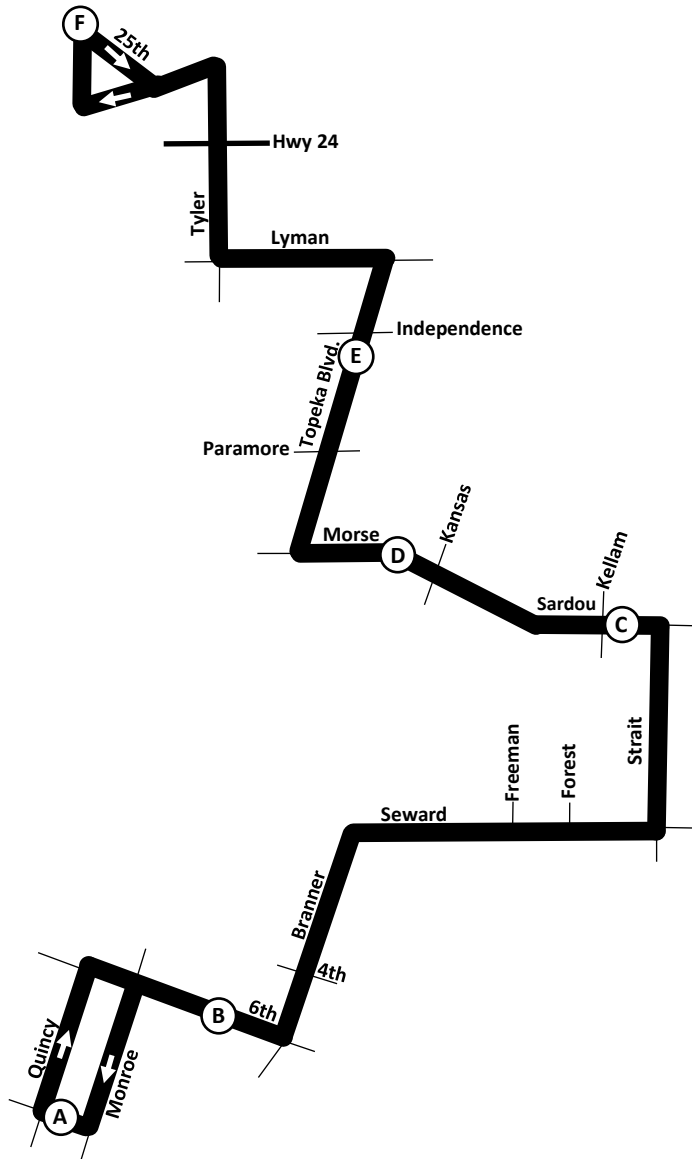 F
25th
Hwy 24
Tyler
Lyman
Independence
E
Topeka Blvd.
Paramore
Morse
D
Kansas
Kellam
Sardou
C
Strait
Freeman
Forest
Seward
Branner
4th
6th
B
Quincy
Monroe
A